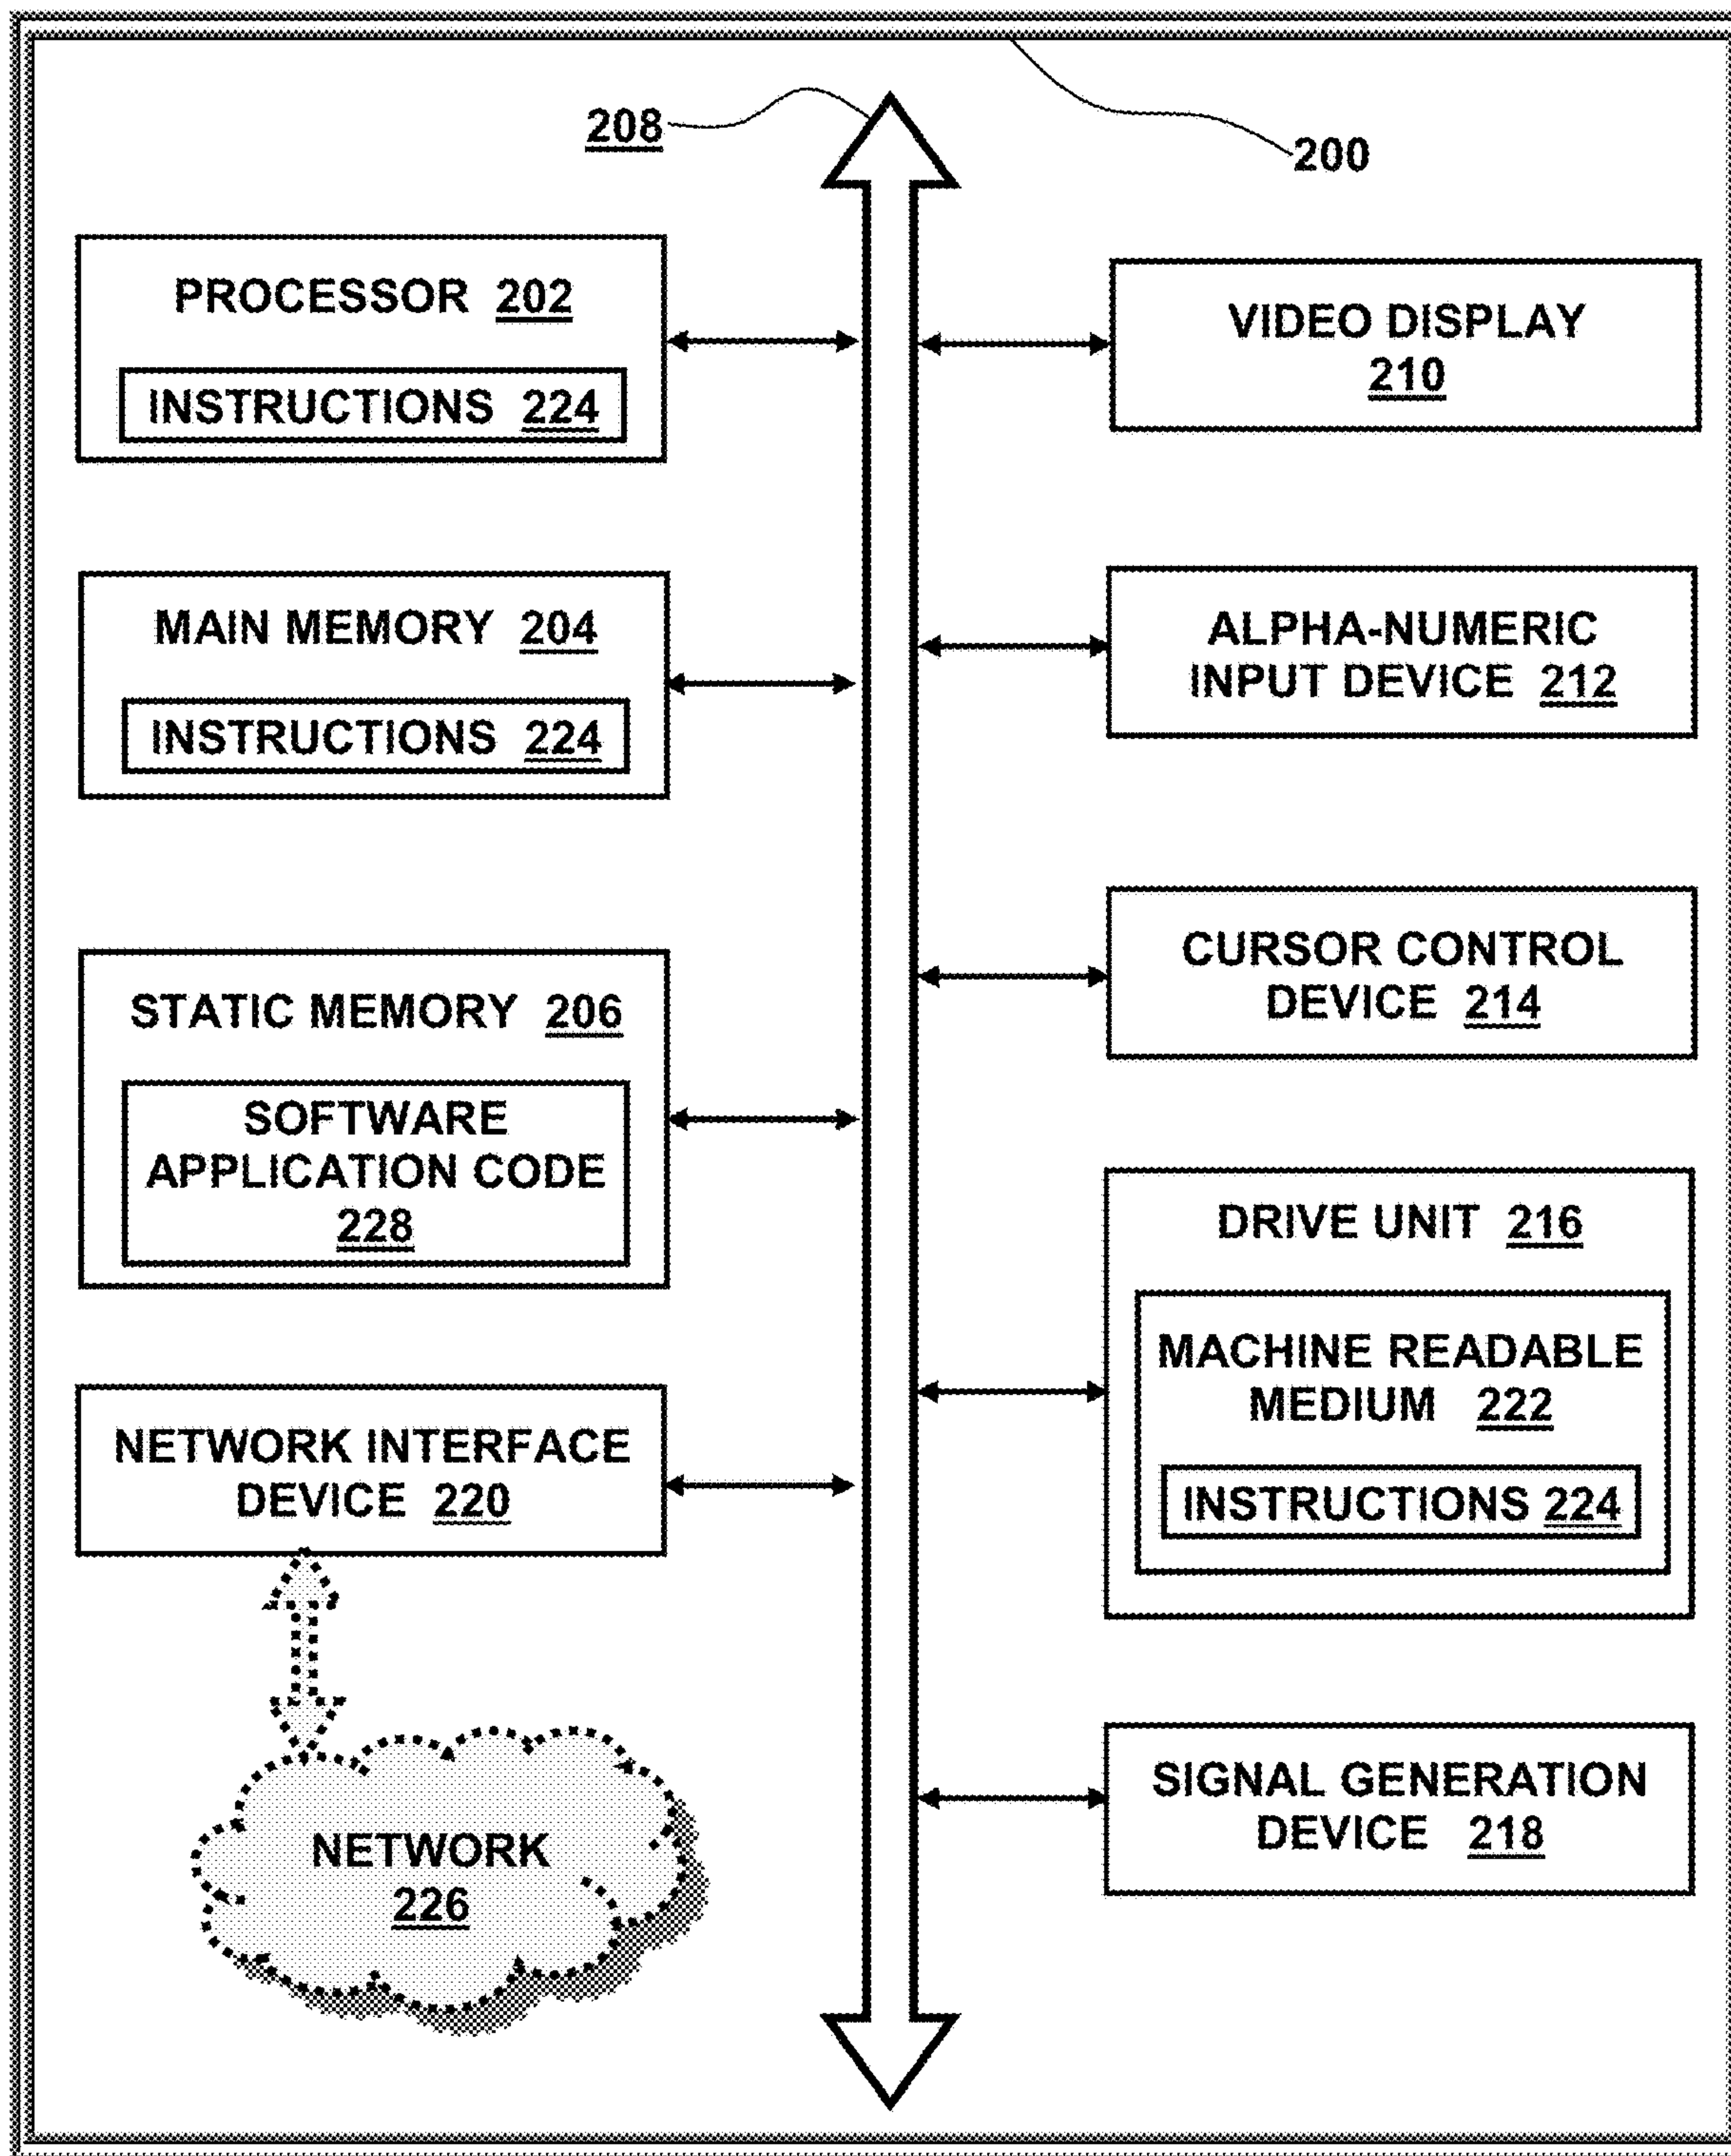 208
200
PROCESSOR 202
INSTRUCTIONS 224
MAIN MEMORY 204
INSTRUCTIONS 224
STATIC MEMORY 206
SOFTWARE
APPLICATION CODE
228
NETWORK INTERFACE
DEVICE 220
NETWORK
226
VIDEO DISPLAY
210
ALPHA-NUMERIC
INPUT DEVICE 212
CURSOR CONTROL
DEVICE 214
DRIVE UNIT 216
MACHINE READABLE
MEDIUM 222
INSTRUCTIONS 224
SIGNAL GENERATION
DEVICE 218